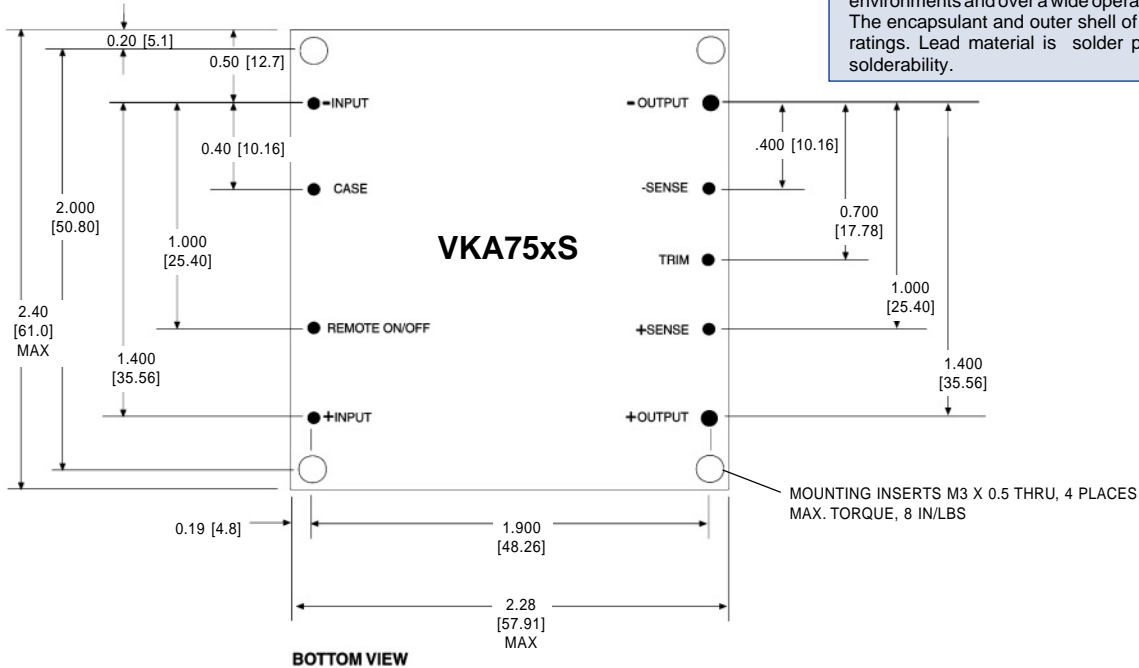 environments and over a wide opera
The encapsulant and outer shell of
ratings. Lead material is solder p
solderability.
0.20 [5.1]
0.50 [12.7]
-INPUT
-OUTPUT
0.40 [10.16]
.400 [10.16]
CASE
-SENSE
2.000
[50.80]
0.700
[17.78]
1.000
[25.40]
VKA75xS
TRIM
1.000
[25.40]
2.40
[61.0]
MAX
REMOTE ON/OFF
+SENSE
1.400
[35.56]
1.400
[35.56]
+INPUT
+OUTPUT
MOUNTING INSERTS M3 X 0.5 THRU, 4 PLACES
MAX. TORQUE, 8 IN/LBS
0.19 [4.8]
1.900
[48.26]
2.28
[57.91]
MAX
BOTTOM VIEW